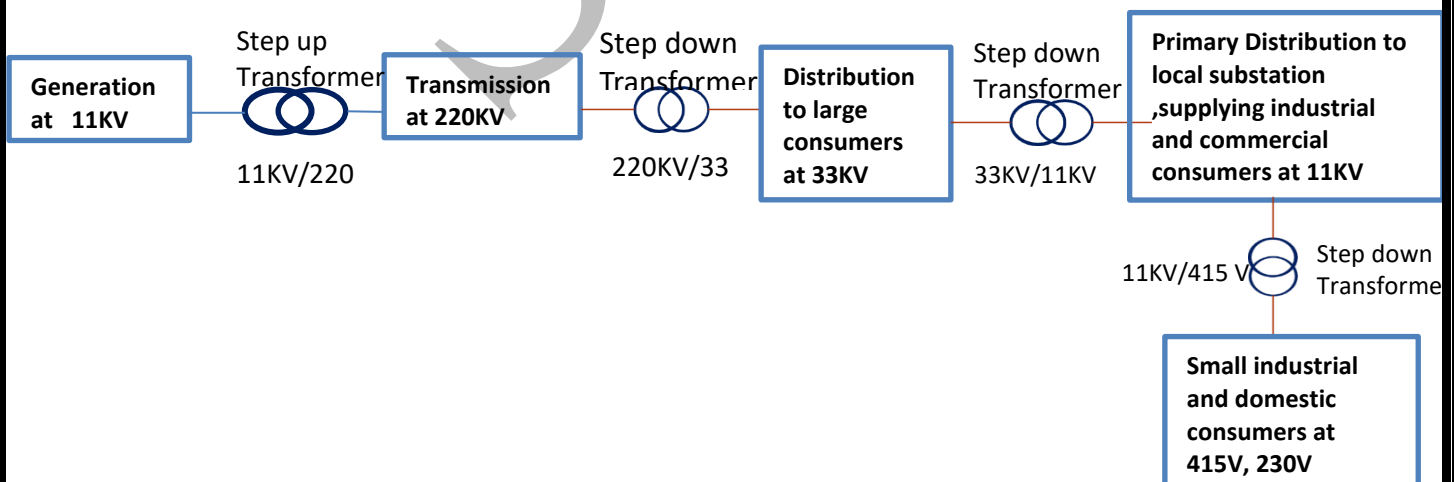 Generation
at 11KV
Step up
Transformer
11KV/220
Transmission
at 220KV
Step down
Transformer
220KV/33
Distribution
to large
consumers
at 33KV
Step down
Transformer
33KV/11KV
Primary Distribution to
local substation
,supplying industrial
and commercial
consumers at 11KV
11KV/415 V
Step down
Transforme
Small industrial
and domestic
consumers at
415V, 230V